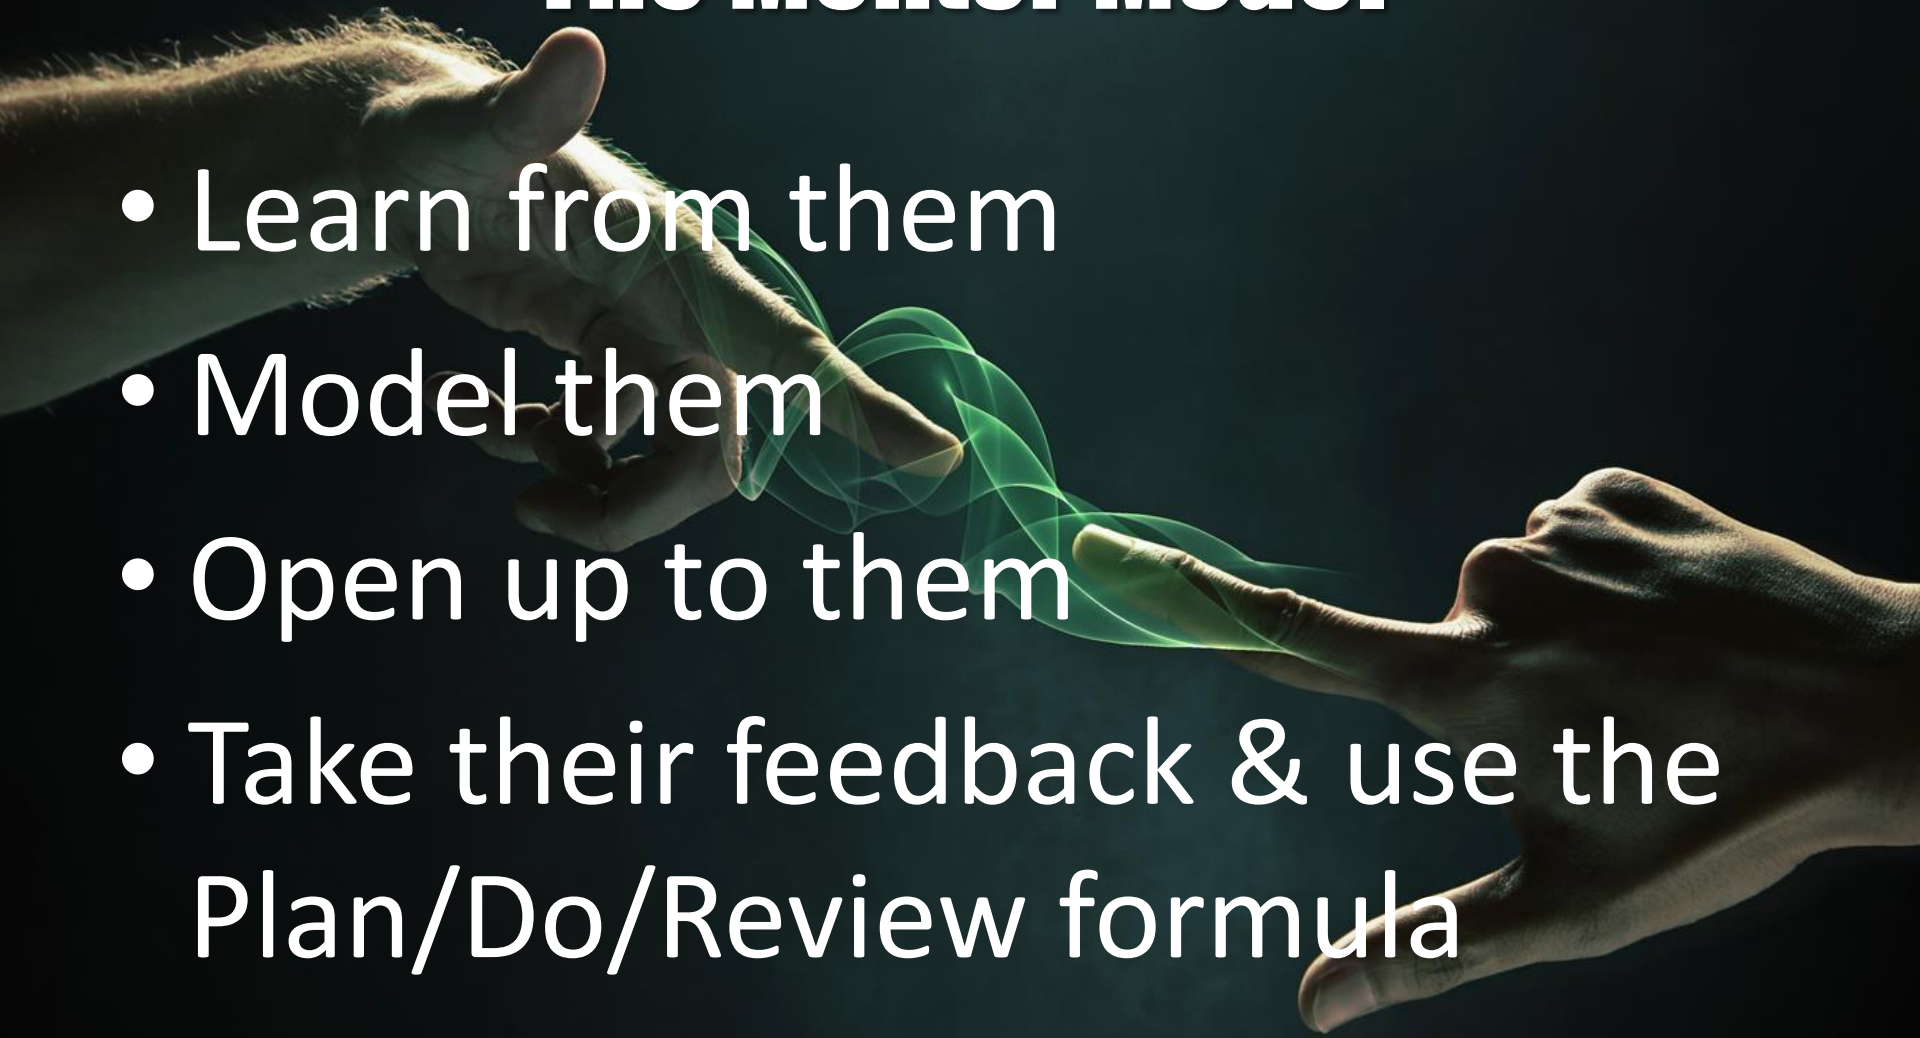 • Learn from them
• Model them
• Open up to them
• Take their feedback & use the
Plan/Do/Review formula